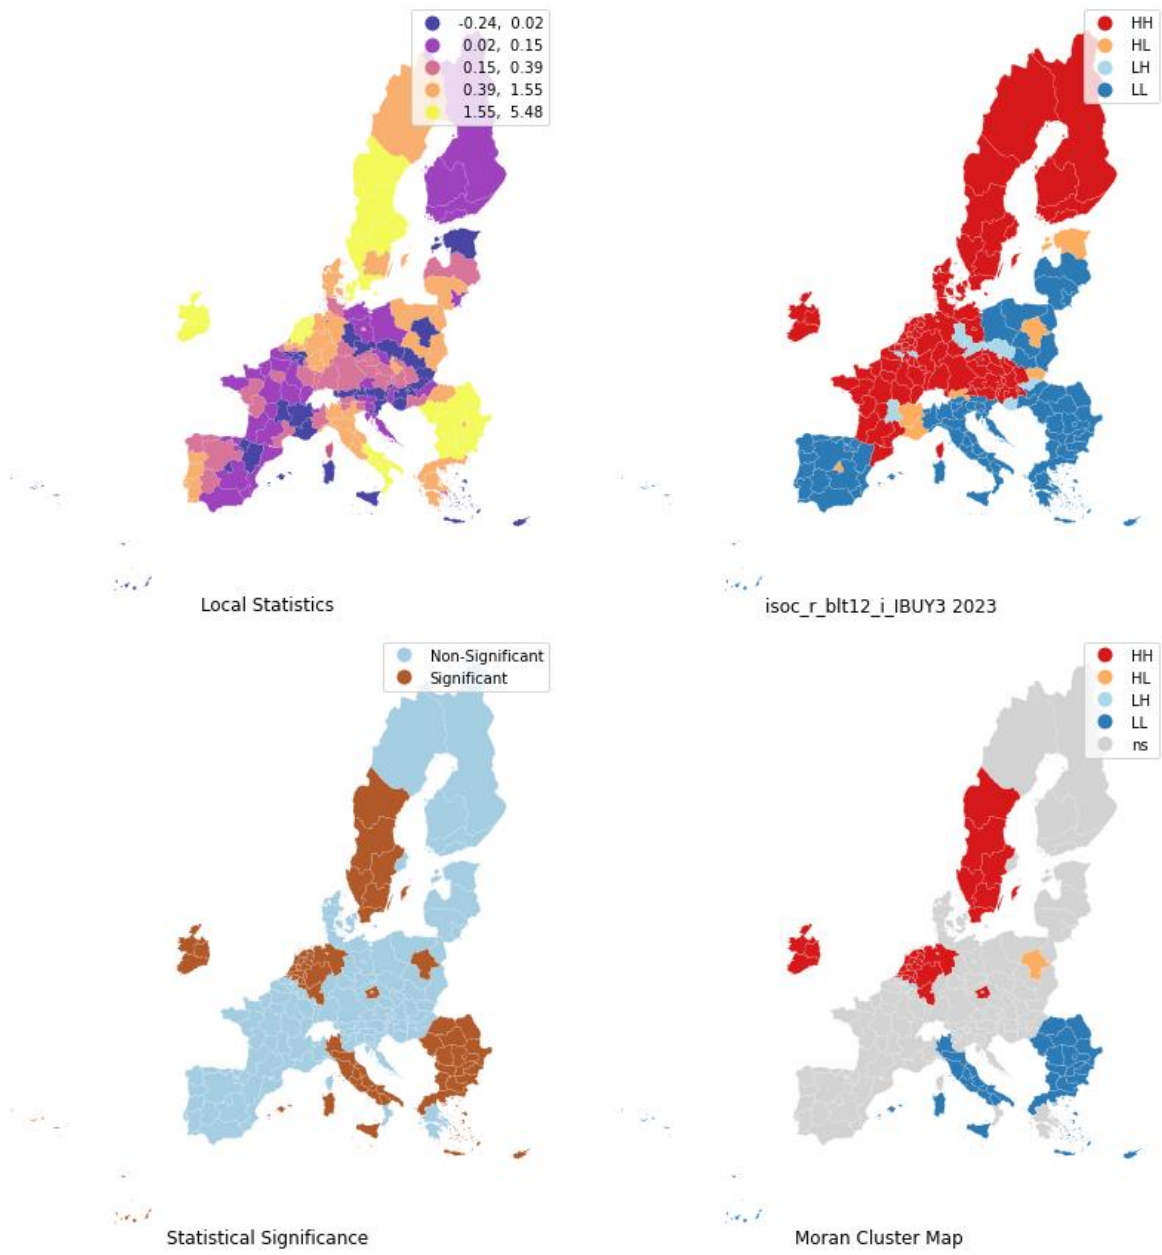 -0.24, 0.02
0.02, 0.15
0.15, 0.39
0.39, 1.55
1.55, 5.48
HH
HL
LH
LL
Local Statistics
isoc_r_blt12_i_IBUY3 2023
Non-Significant
Significant
HH
HL
LH
LL
ns
Statistical Significance
Moran Cluster Map